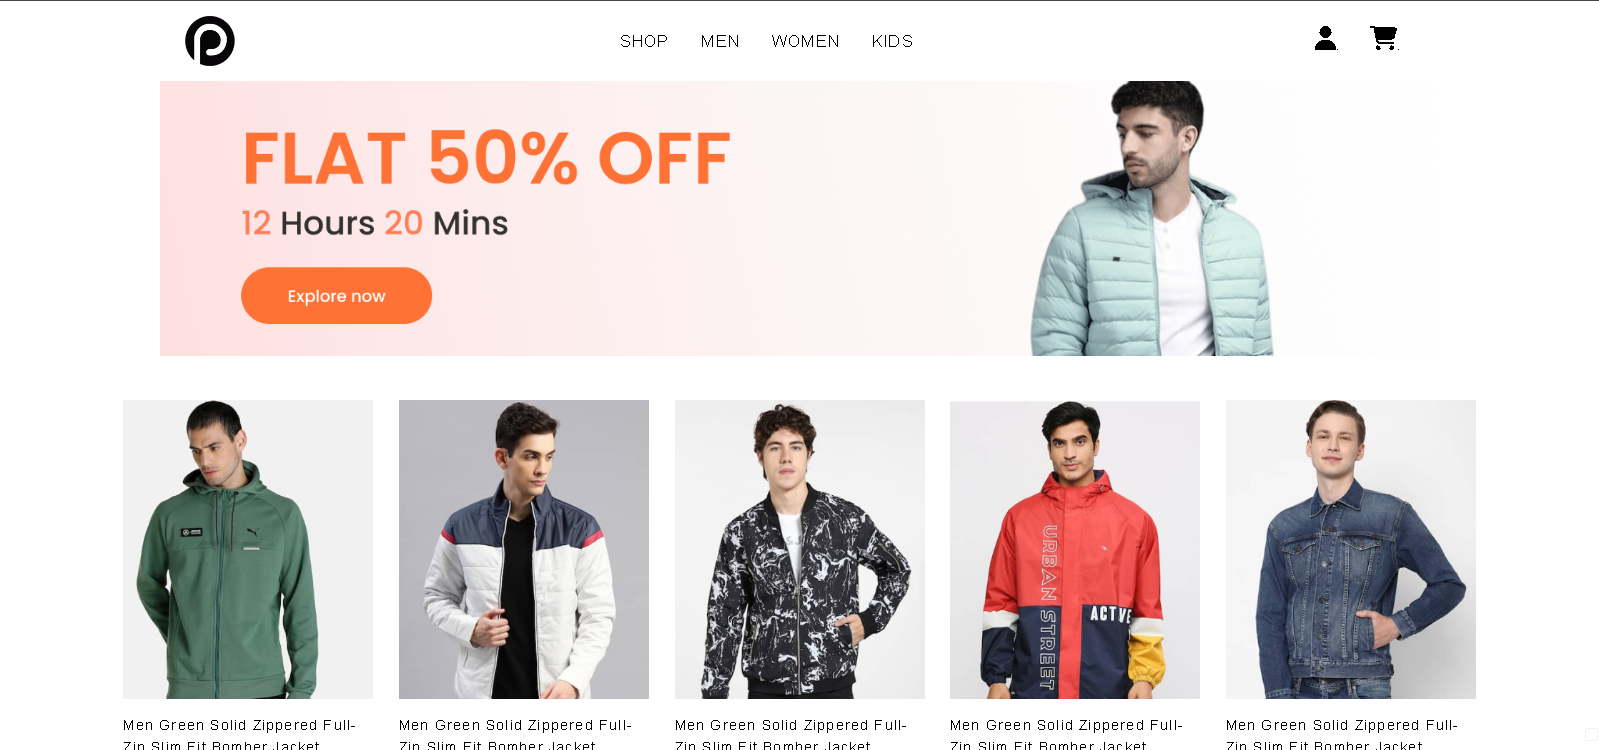 SHOP MEN WOMEN KIDS
FLAT 50% OFF
12 Hours 20 Mins
Explore now
URBAN STREET
ACTVE
Men Green Solid Zippered Full-
Zip Slim Fit Bomber Jacket
Men Green Solid Zippered Full-
Zip Slim Fit Bomber Jacket
Men Green Solid Zippered Full-
Zip Slim Fit Bomber Jacket
Men Green Solid Zippered Full-
Zip Slim Fit Bomber Jacket
Men Green Solid Zippered Full-
Zip Slim Fit Bomber Jacket